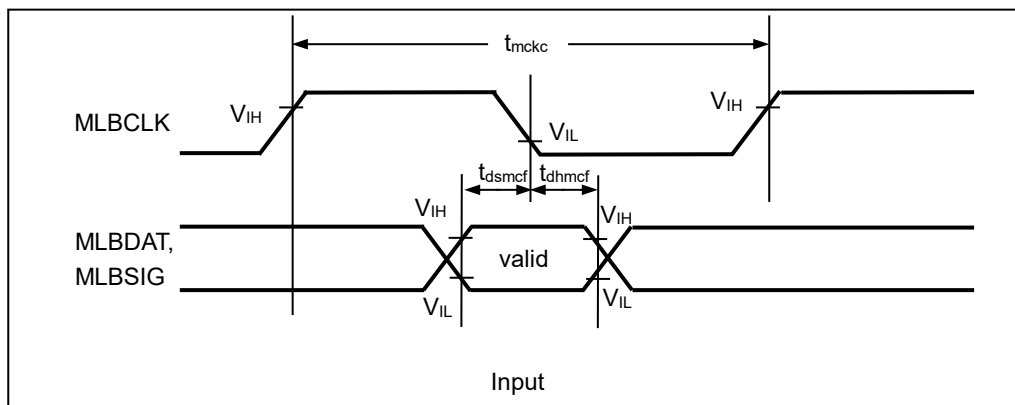 tmckc
VIH
VIH
MLBCLK
VIL
tdsmcf
tdhmcf
VIH
VIH
MLBDAT,
valid
MLBSIG
VIL
VIL
Input